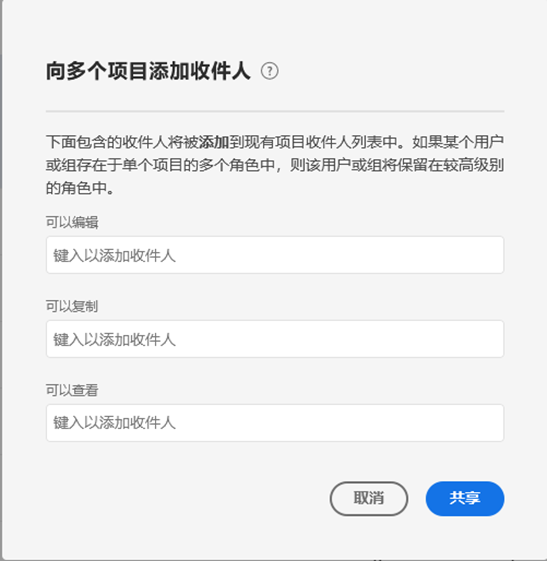 向多个项目添加收件人 ?
下面包含的收件人将被添加到现有项目收件人列表中。如果某个用户
或组存在于单个项目的多个角色中，则该用户或组将保留在较高级别
的角色中。
可以编辑
键入以添加收件人
可以复制
键入以添加收件人
可以查看
键入以添加收件人
取消 共享